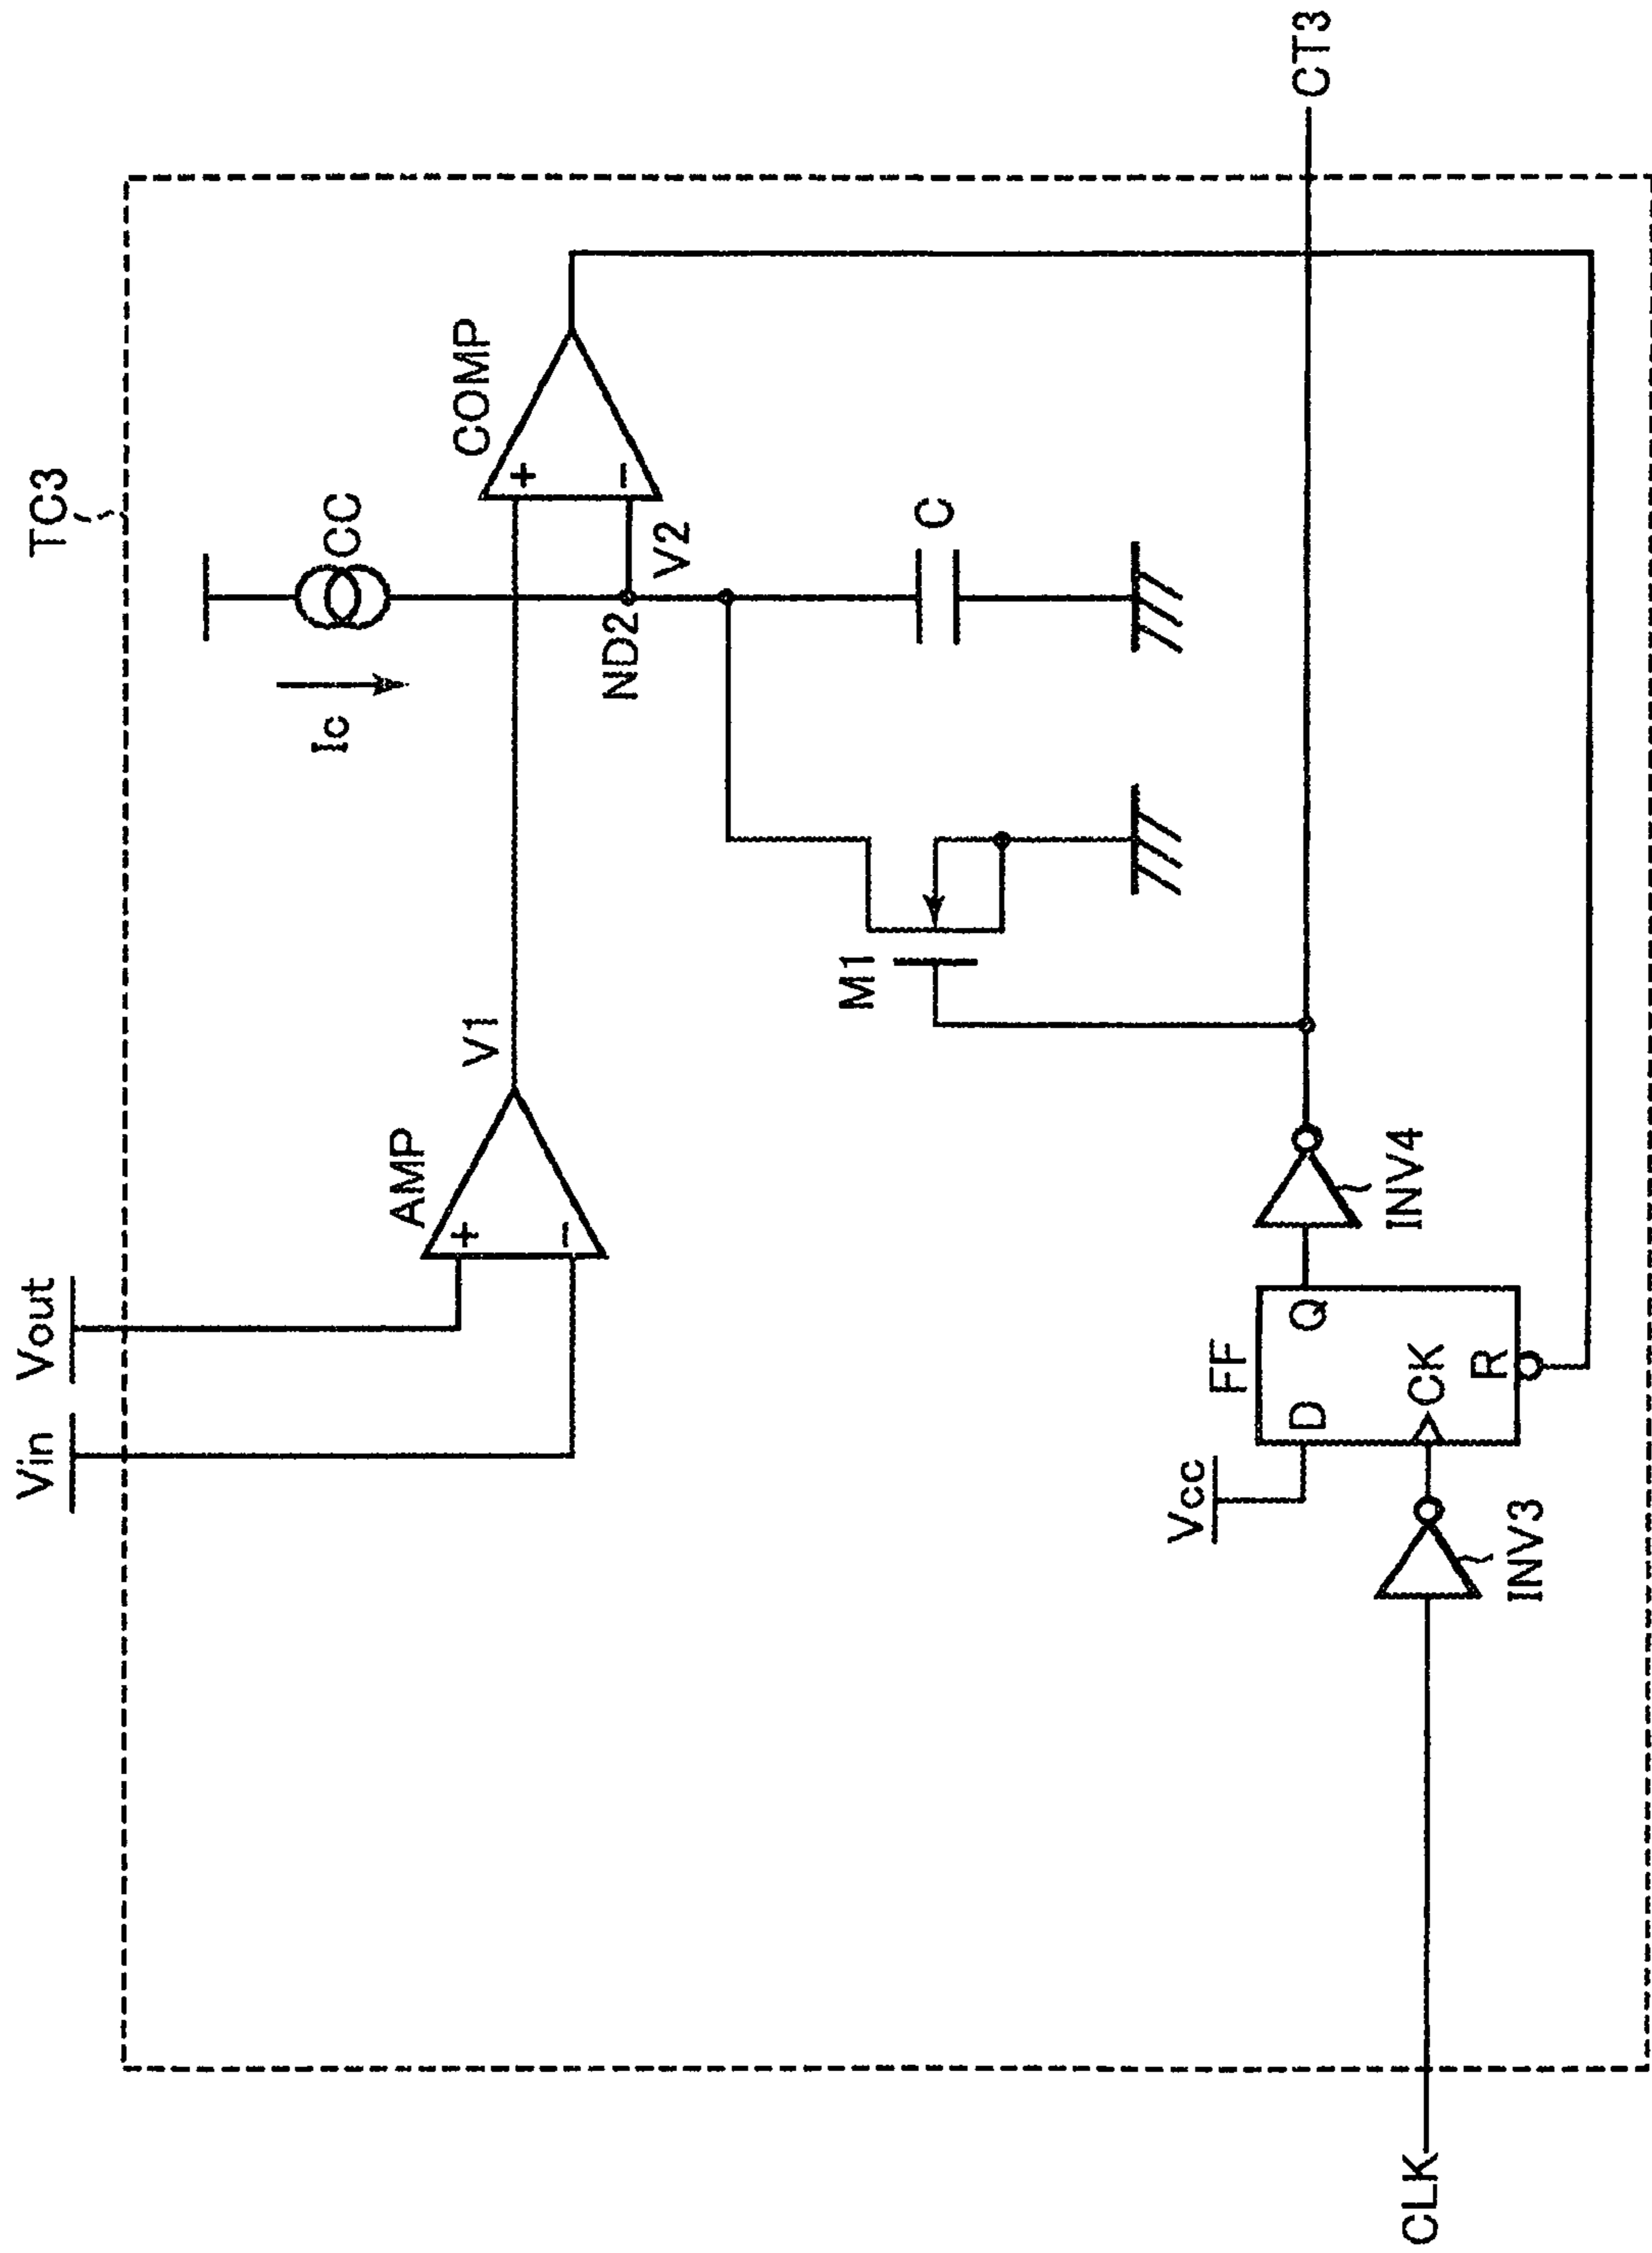 TC3
Vin
Vout
AMP
+
-
V1
Ic
CC
COMP
+
-
ND2
V2
C
M1
Vcc
FF
D
Q
CK
R
INV3
INV4
CLK
CT3